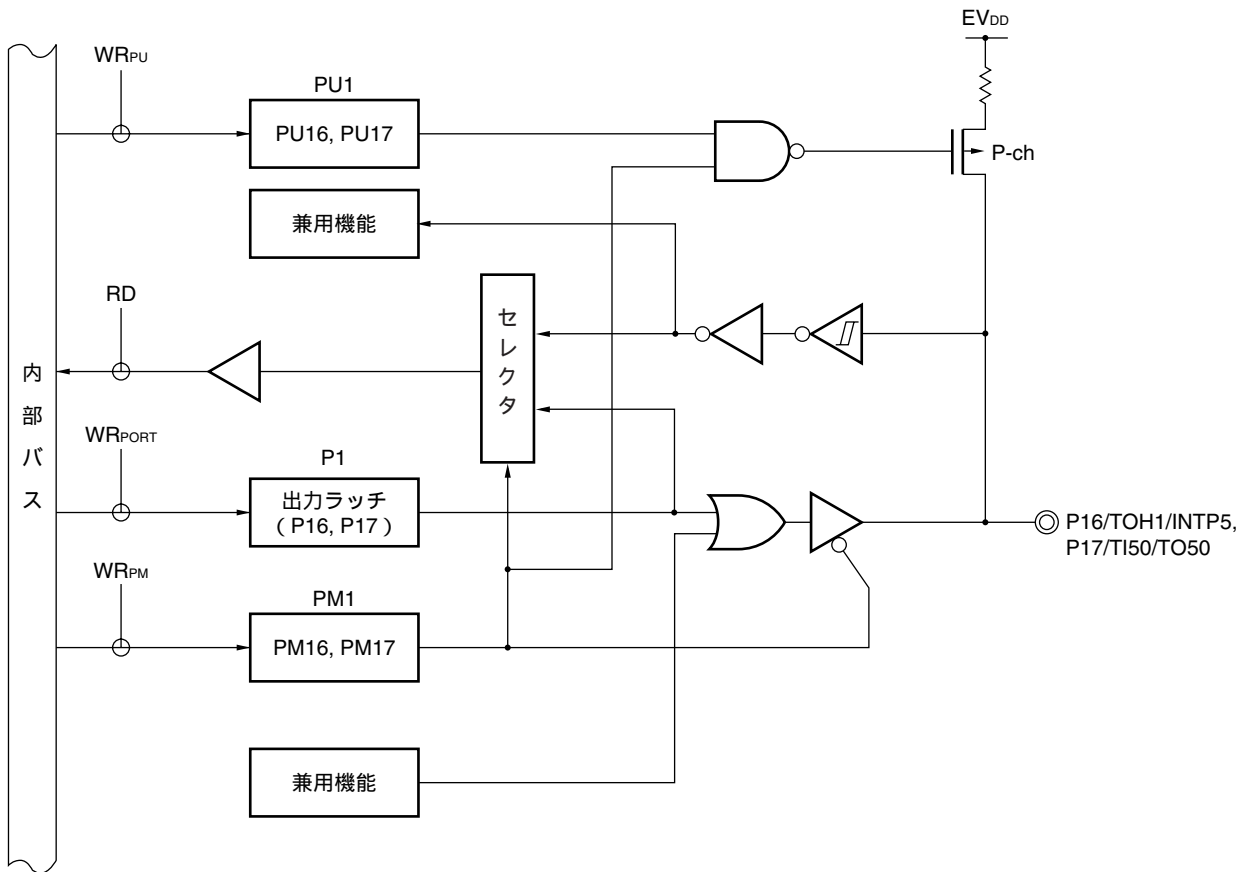 EVDD
WRPU
PU1
PU16, PU17
P-ch
兼用機能
RD
セレクタ
内部バス
WRPORT
P1
出力ラッチ
(P16, P17)
P16/TOH1/INTP5,
P17/TI50/TO50
WRPM
PM1
PM16, PM17
兼用機能